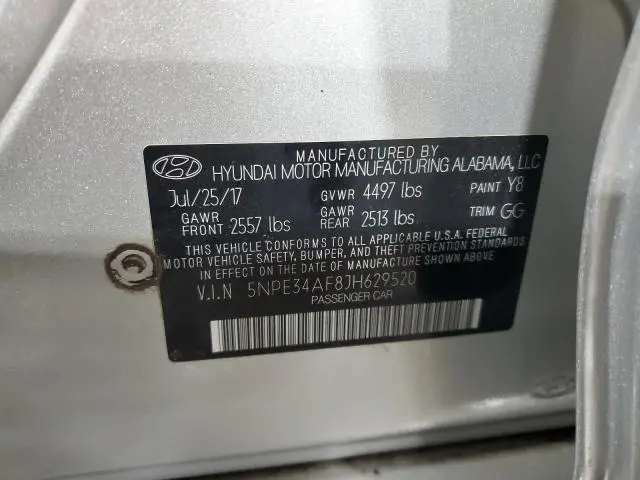 MANUFACTURED BY
HYUNDAI MOTOR MANUFACTURING ALABAMA, LLC
Jul/25/17 GVWR 4497 lbs PAINT Y8
GAWR FRONT 2557 lbs GAWR REAR 2513 lbs TRIM GG
THIS VEHICLE CONFORMS TO ALL APPLICABLE U.S.A. FEDERAL
MOTOR VEHICLE SAFETY, BUMPER, AND THEFT PREVENTION STANDARDS
IN EFFECT ON THE DATE OF MANUFACTURE SHOWN ABOVE
V.I.N 5NPE34AF8JH629520
PASSENGER CAR